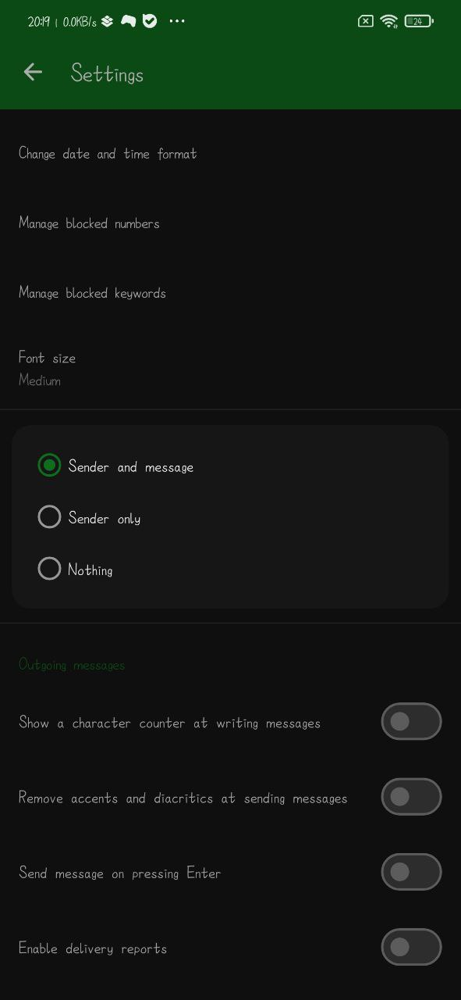 20:19 | 0.0KB/s
24
Settings
Change date and time format
Manage blocked numbers
Manage blocked keywords
Font size
Medium
Sender and message
Sender only
Nothing
Outgoing messages
Show a character counter at writing messages
Remove accents and diacritics at sending messages
Send message on pressing Enter
Enable delivery reports